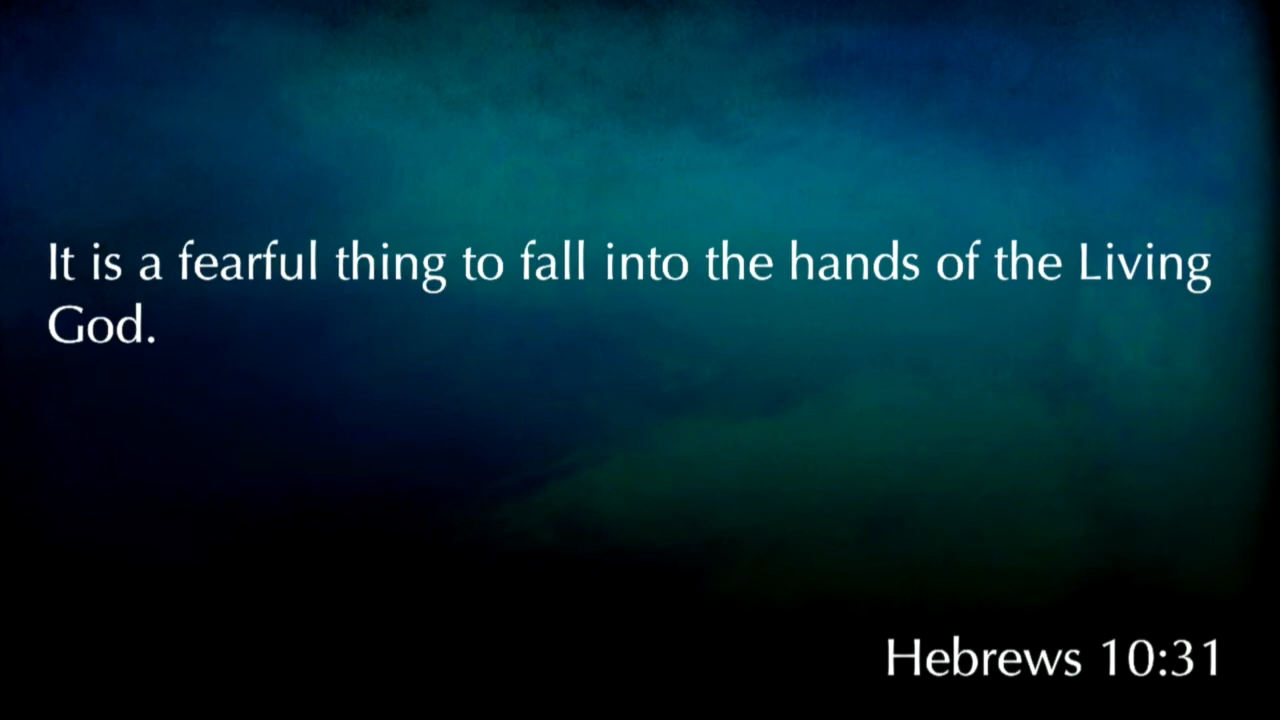 It is a fearful thing to fall into the hands of the Living
God.
Hebrews 10:31